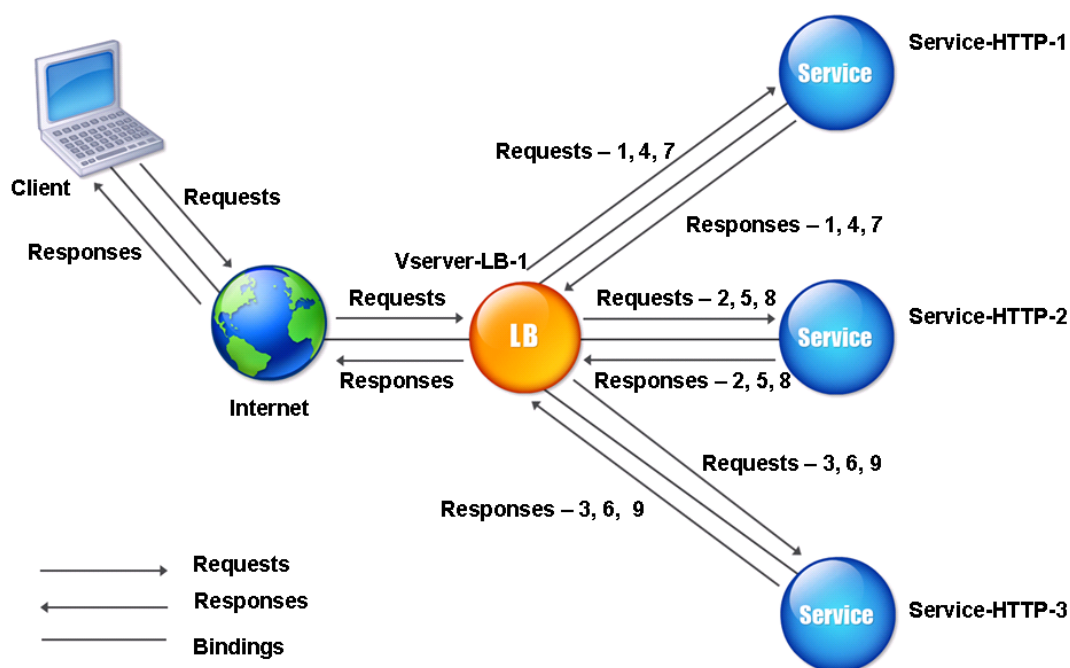 Service-HTTP-1
Service
Requests – 1, 4, 7
Client
Requests
Responses
Responses – 1, 4, 7
Vserver-LB-1
Requests
Requests – 2, 5, 8
Service-HTTP-2
LB
Service
Responses
Responses – 2, 5, 8
Internet
Requests – 3, 6, 9
Responses – 3, 6,  9
Requests
Responses
Bindings
Service
Service-HTTP-3